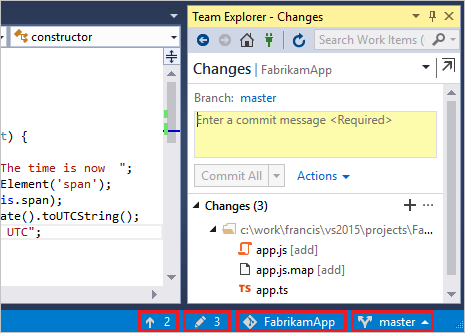 constructor
t) {
The time is now  ";
Element('span');
is.span);
ate().toUTCString();
UTC";
Team Explorer - Changes
Search Work Items (
Changes | FabrikamApp
Branch: master
Enter a commit message <Required>
Commit All
Actions
Changes (3)
c:\work\francis\vs2015\projects\Fa...
app.js [add]
app.js.map [add]
app.ts
TS
2
3
FabrikamApp
master